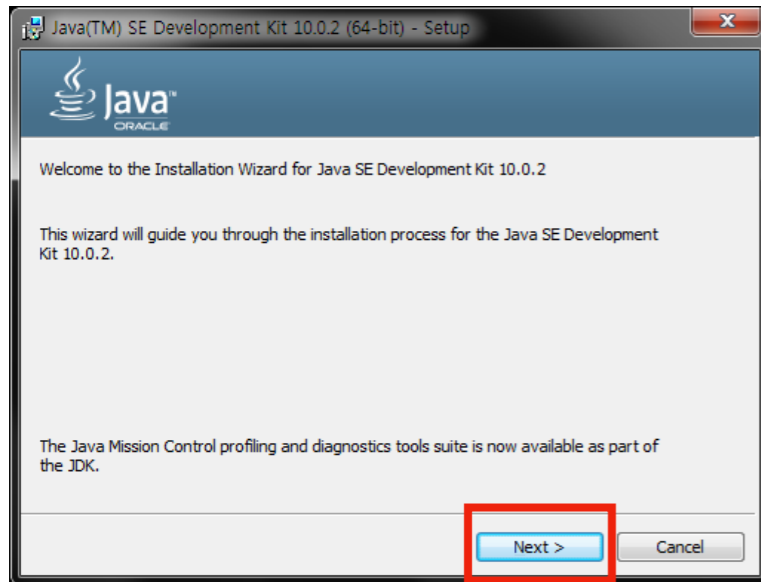 Java(TM) SE Development Kit 10.0.2 (64-bit) - Setup
Java™
ORACLE
Welcome to the Installation Wizard for Java SE Development Kit 10.0.2
This wizard will guide you through the installation process for the Java SE Development
Kit 10.0.2.
The Java Mission Control profiling and diagnostics tools suite is now available as part of
the JDK.
Next >
Cancel